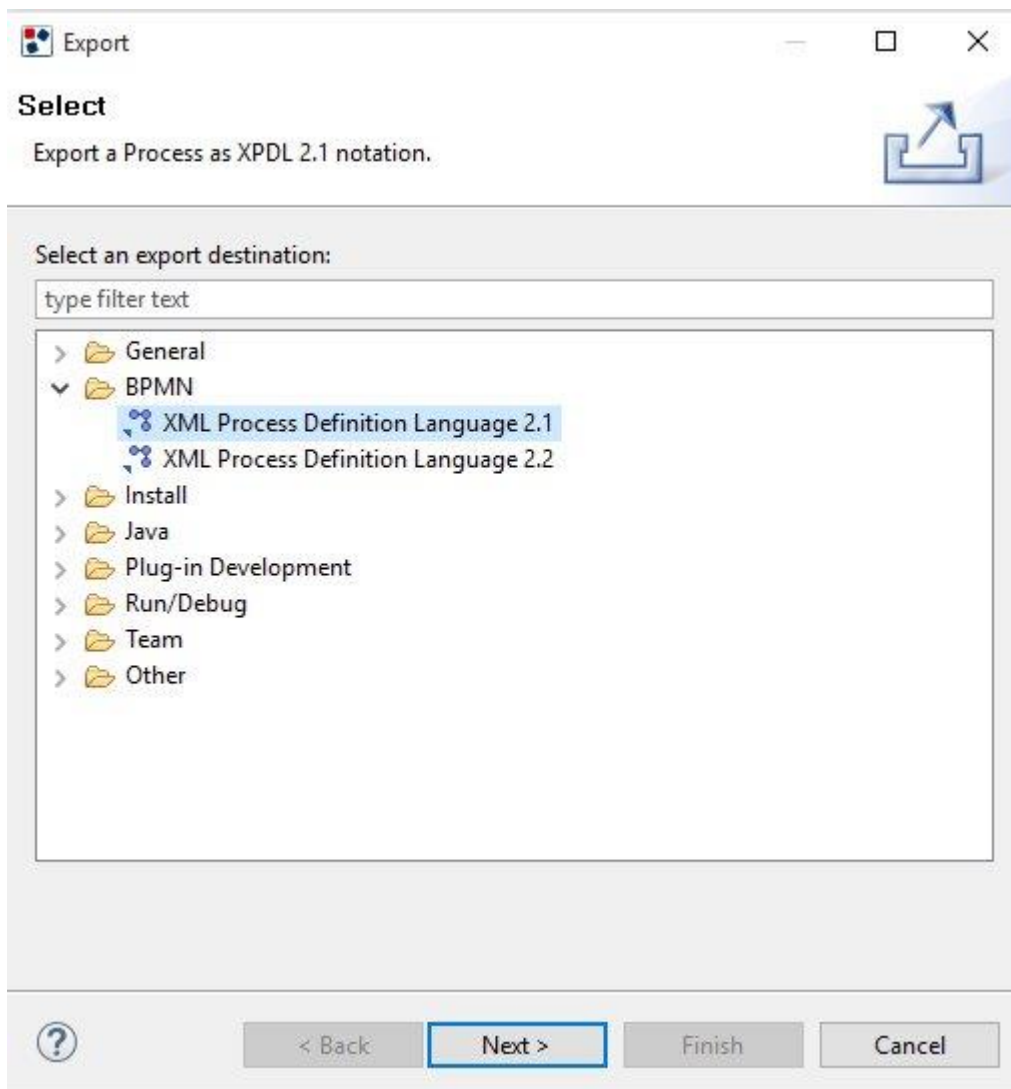 Export
Select
Export a Process as XPDL 2.1 notation.
Select an export destination:
type filter text
General
BPMN
XML Process Definition Language 2.1
XML Process Definition Language 2.2
Install
Java
Plug-in Development
Run/Debug
Team
Other
? < Back Next > Finish Cancel